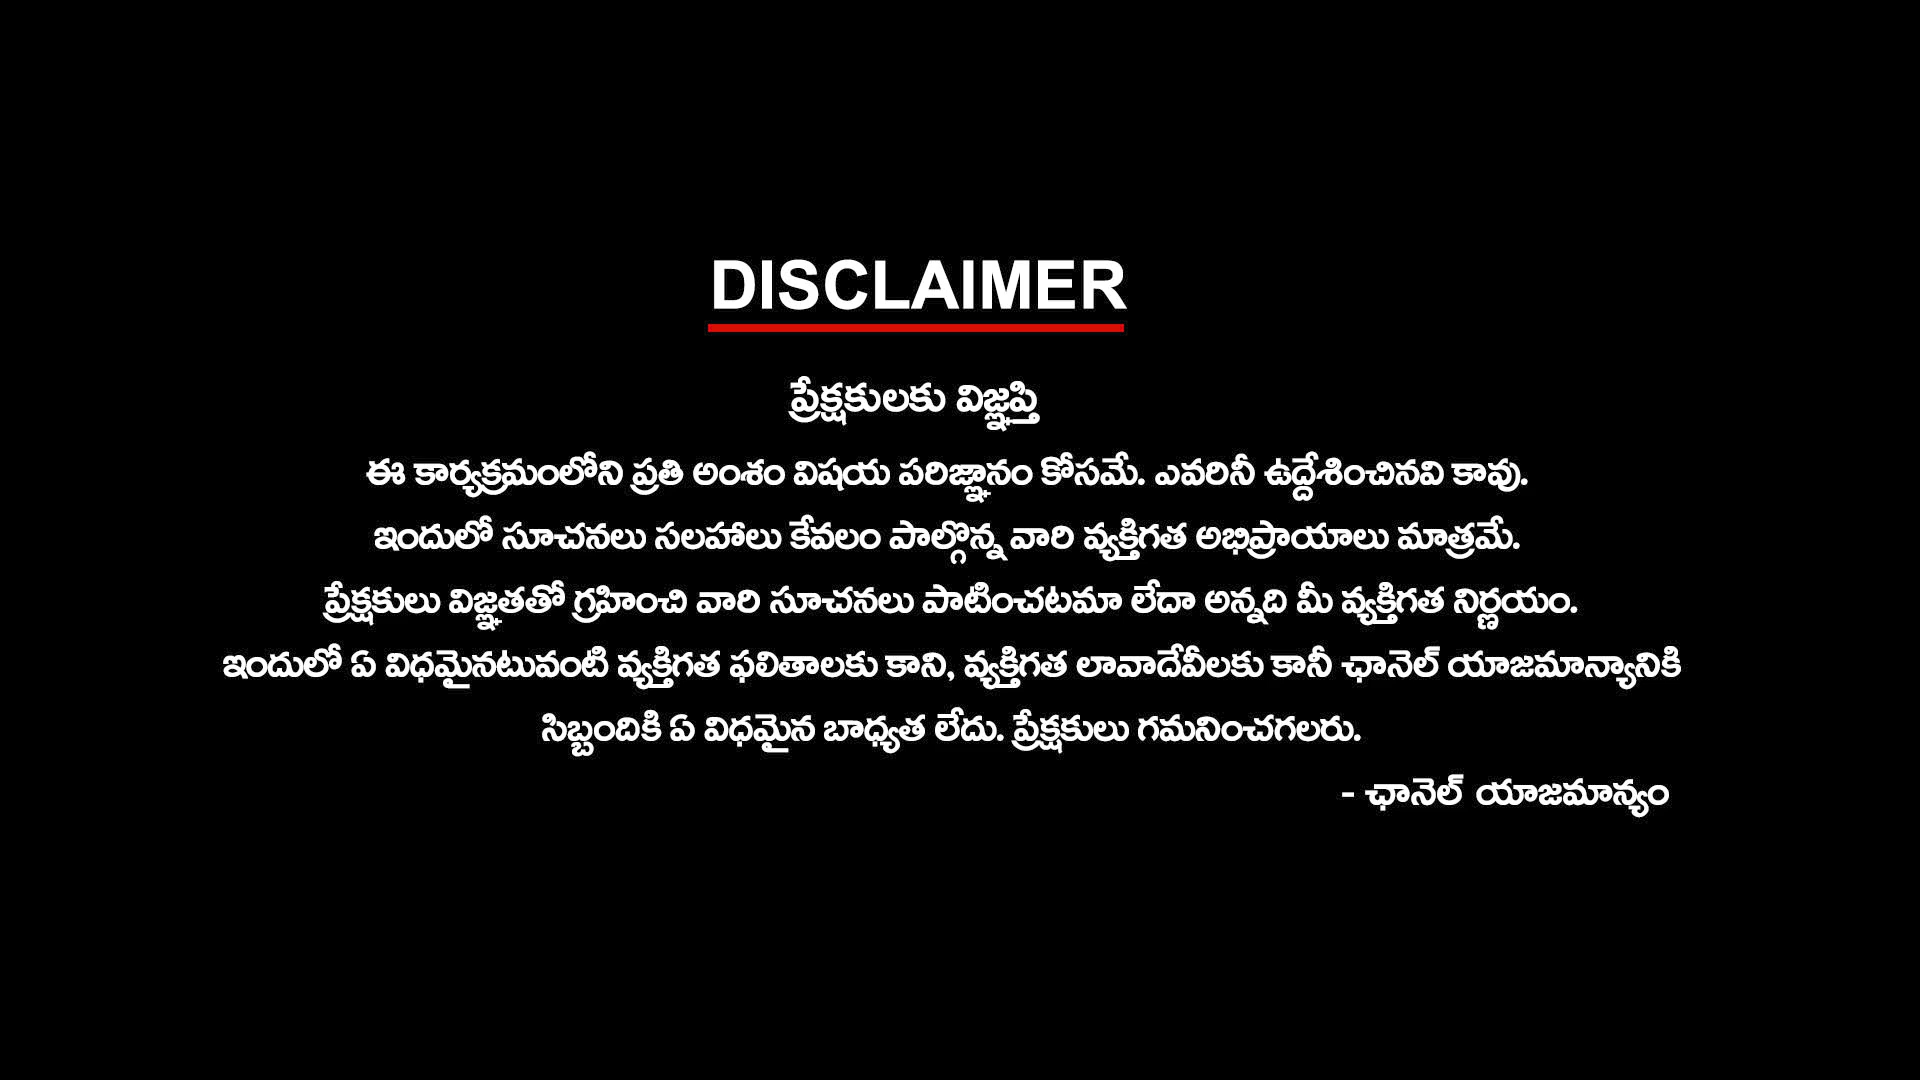 DISCLAIMER
ప్రేక్షకులకు విజ్ఞప్తి
ఈ కార్యక్రమంలోని ప్రతి అంశం విషయ పరిజ్ఞానం కోసమే. ఎవరినీ ఉద్దేశించినవి కావు.
ఇందులో సూచనలు సలహాలు కేవలం పాల్గొన్న వారి వ్యక్తిగత అభిప్రాయాలు మాత్రమే.
ప్రేక్షకులు విజ్ఞతతో గ్రహించి వారి సూచనలు పాటించటమా లేదా అన్నది మీ వ్యక్తిగత నిర్ణయం.
ఇందులో ఏ విధమైనటువంటి వ్యక్తిగత ఫలితాలకు కాని, వ్యక్తిగత లావాదేవీలకు కానీ ఛానెల్ యాజమాన్యానికి
సిబ్బందికి ఏ విధమైన బాధ్యత లేదు. ప్రేక్షకులు గమనించగలరు.
- ఛానెల్ యాజమాన్యం